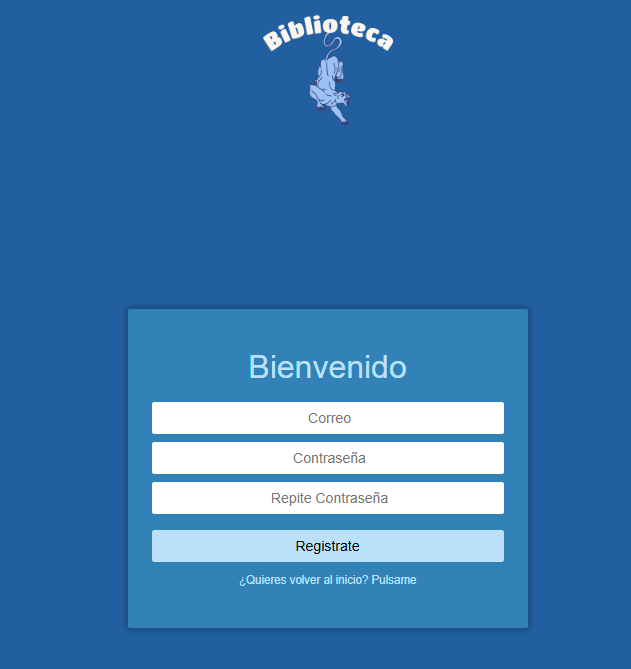 Biblioteca
Bienvenido
Correo
Contraseña
Repite Contraseña
Registrate
¿Quieres volver al inicio? Pulsame